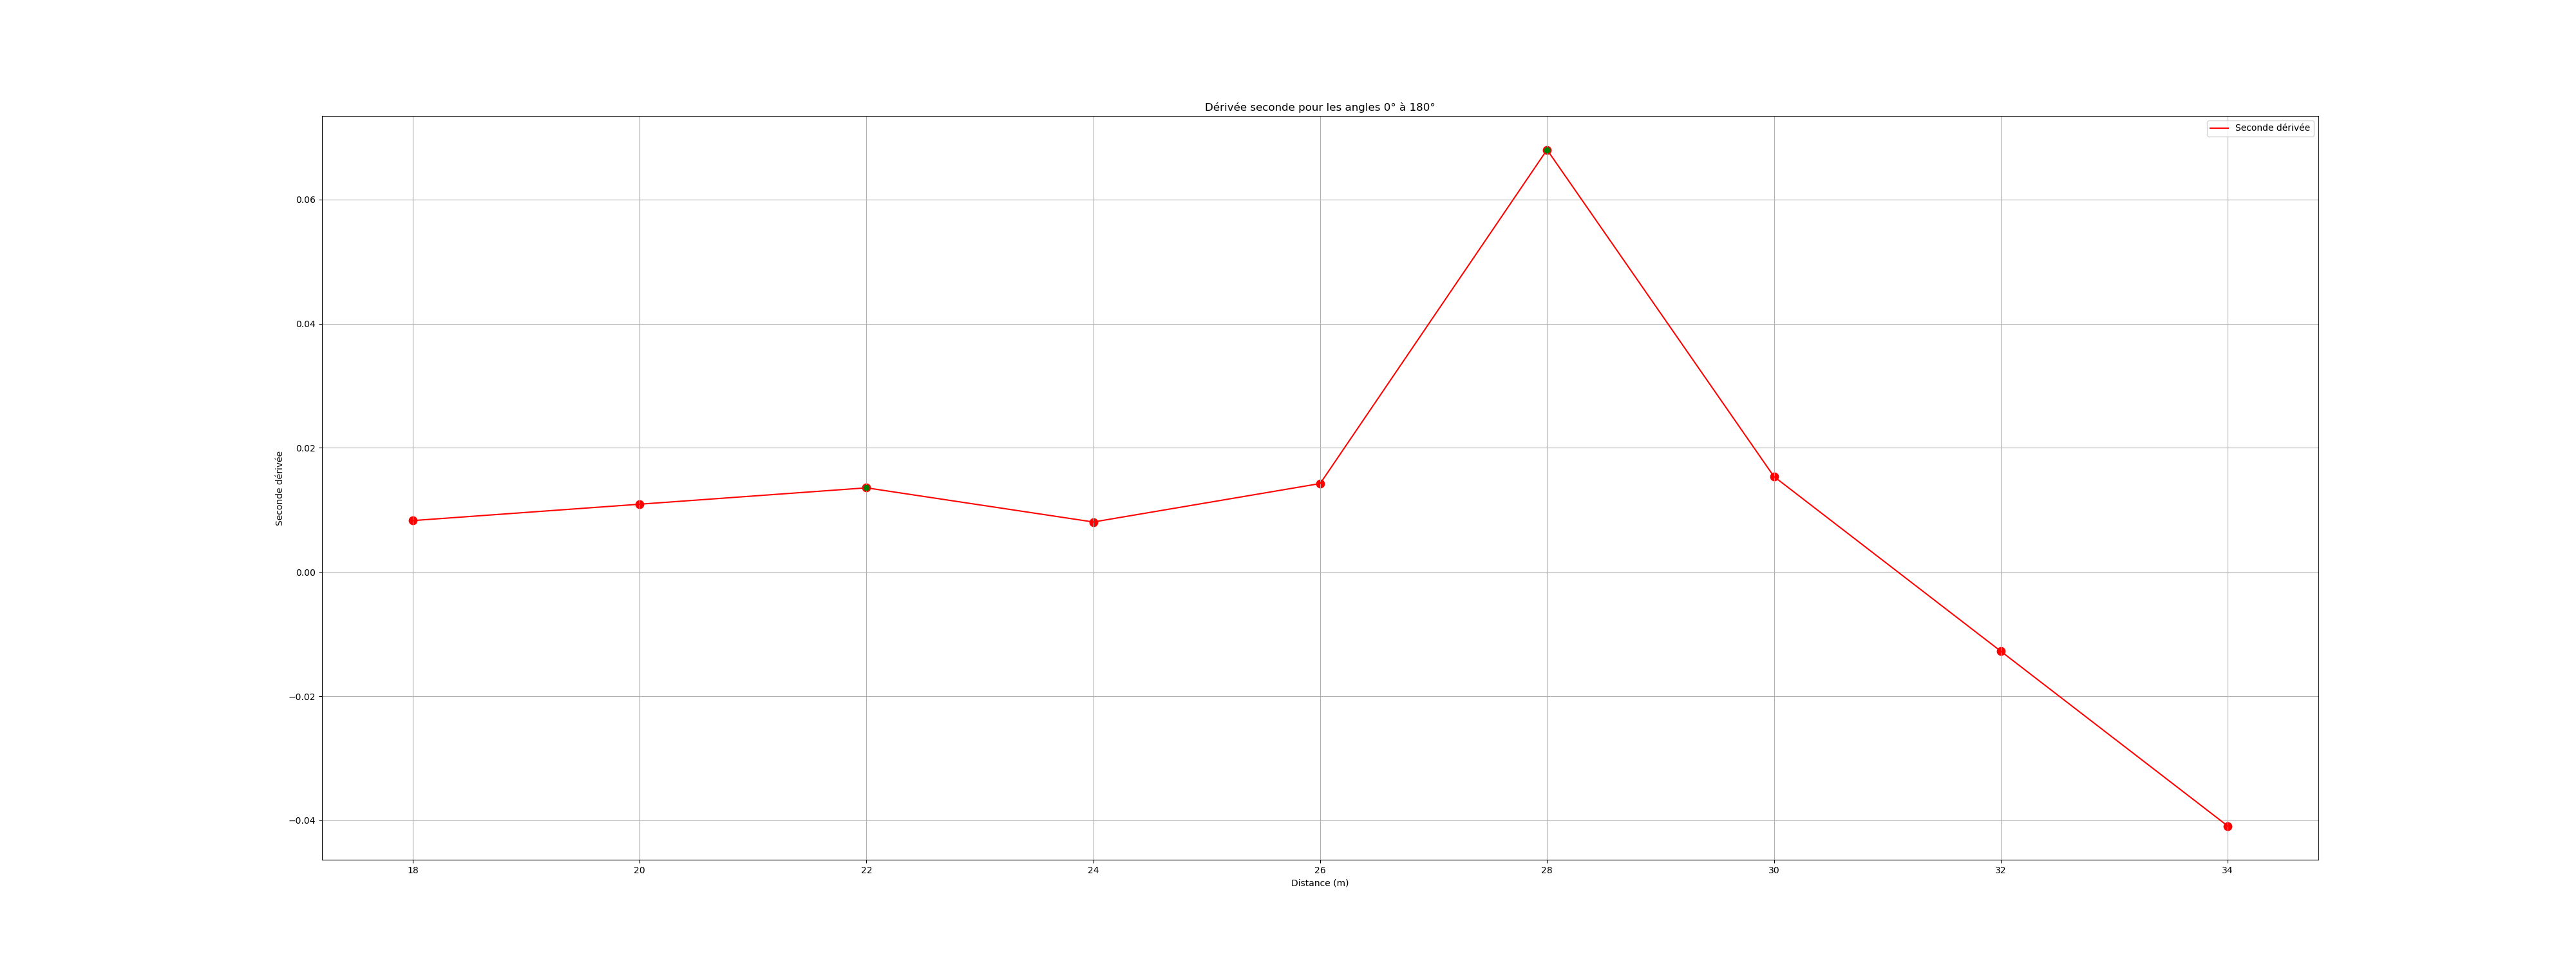 Dérivée seconde pour les angles 0° à 180°
Seconde dérivée
0.06
0.04
0.02
0.00
−0.02
−0.04
Seconde dérivée
18 20 22 24 26 28 30 32 34
Distance (m)